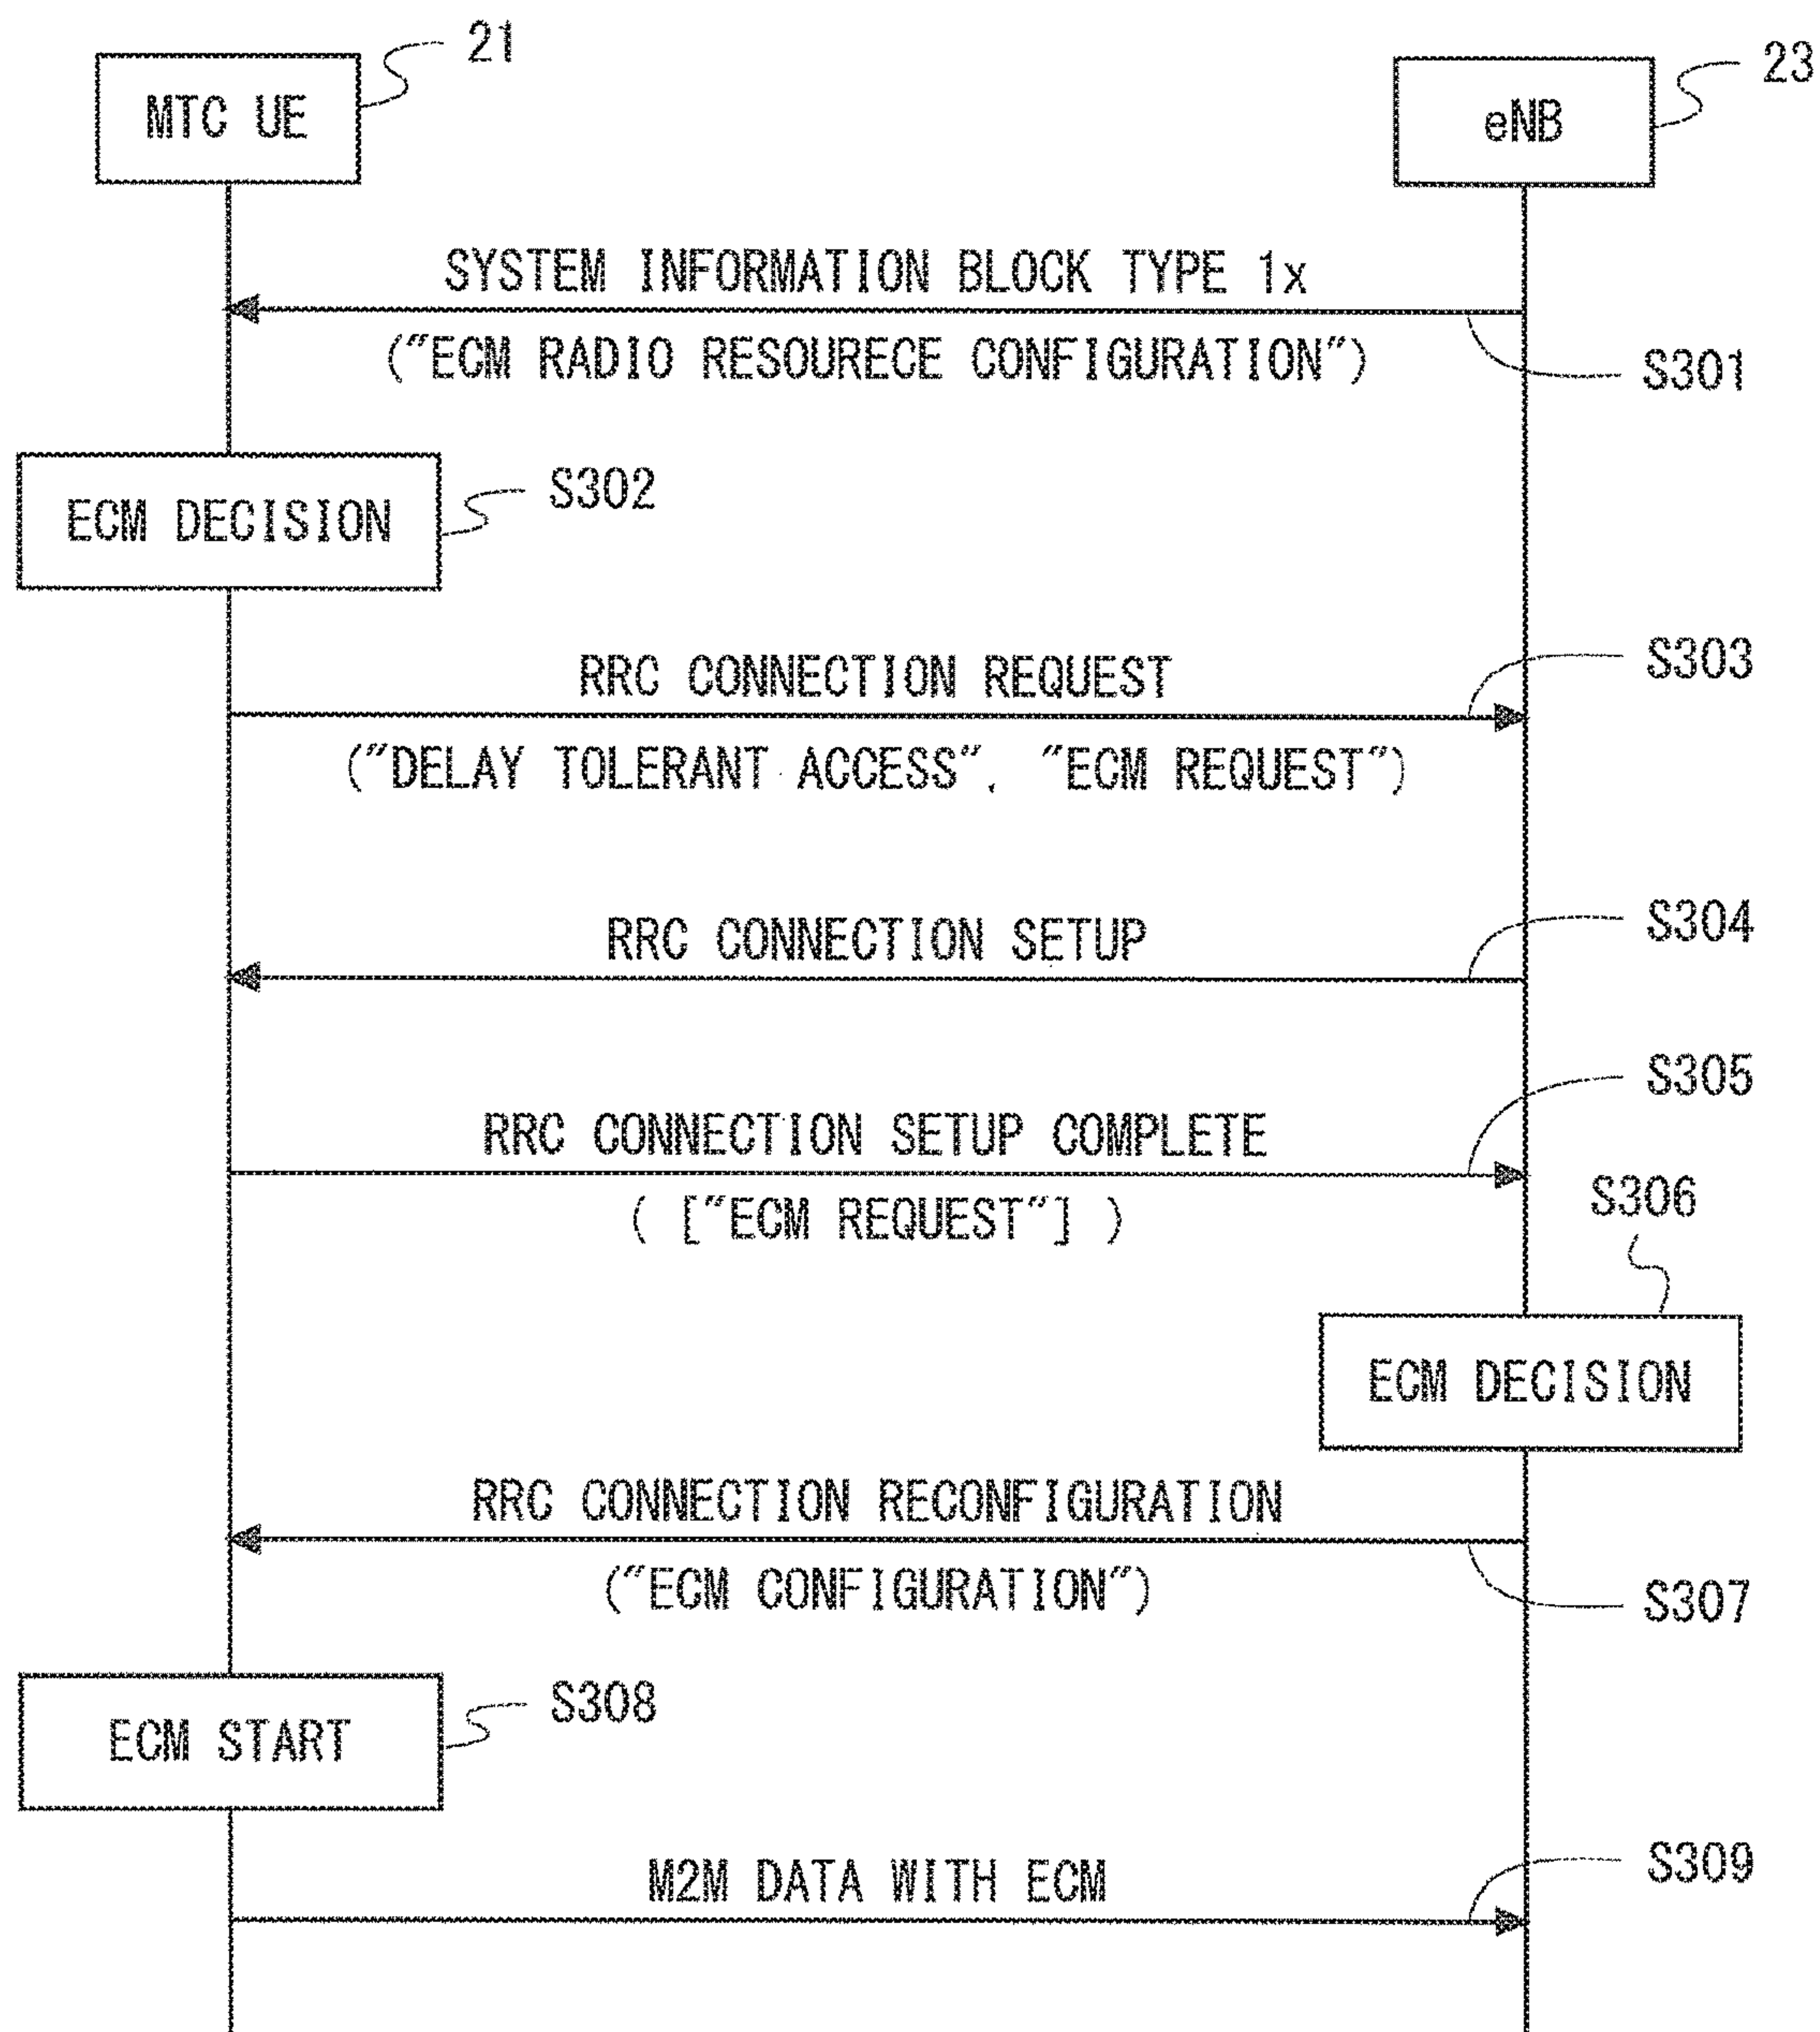 21
23
MTC UE
eNB
SYSTEM INFORMATION BLOCK TYPE 1x
("ECM RADIO RESOURECE CONFIGURATION")
S301
S302
ECM DECISION
S303
RRC CONNECTION REQUEST
("DELAY TOLERANT ACCESS", "ECM REQUEST")
S304
RRC CONNECTION SETUP
S305
RRC CONNECTION SETUP COMPLETE
( ["ECM REQUEST"] )
S306
ECM DECISION
RRC CONNECTION RECONFIGURATION
("ECM CONFIGURATION")
S307
S308
ECM START
S309
M2M DATA WITH ECM